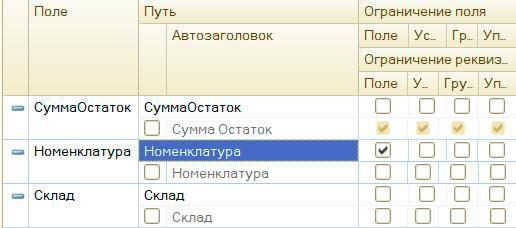 Поле Путь Ограничение поля
Автозаголовок Поле Ус... Гр... Уп...
Ограничение реквиз...
Поле У... Гру... Уп...
СуммаОстаток СуммаОстаток
Сумма Остаток
Номенклатура Номенклатура
Номенклатура
Склад Склад
Склад